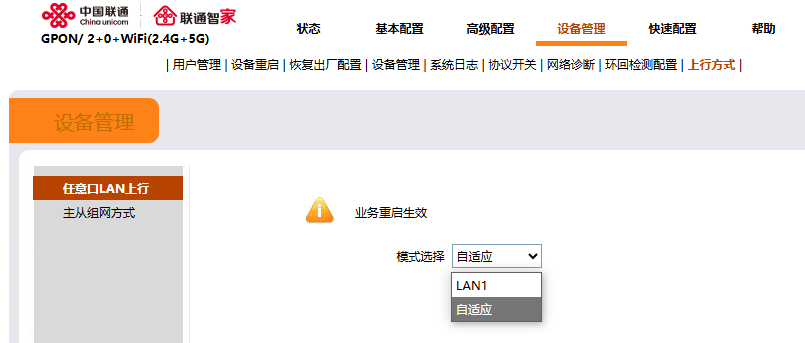 中国联通 China unicom 联通智家
GPON/ 2+0+WiFi(2.4G+5G)
状态 基本配置 高级配置 设备管理 快速配置 帮助
| 用户管理 | 设备重启 | 恢复出厂配置 | 设备管理 | 系统日志 | 协议开关 | 网络诊断 | 环回检测配置 | 上行方式 |
设备管理
任意口LAN上行
主从组网方式
业务重启生效
模式选择 自适应
LAN1
自适应